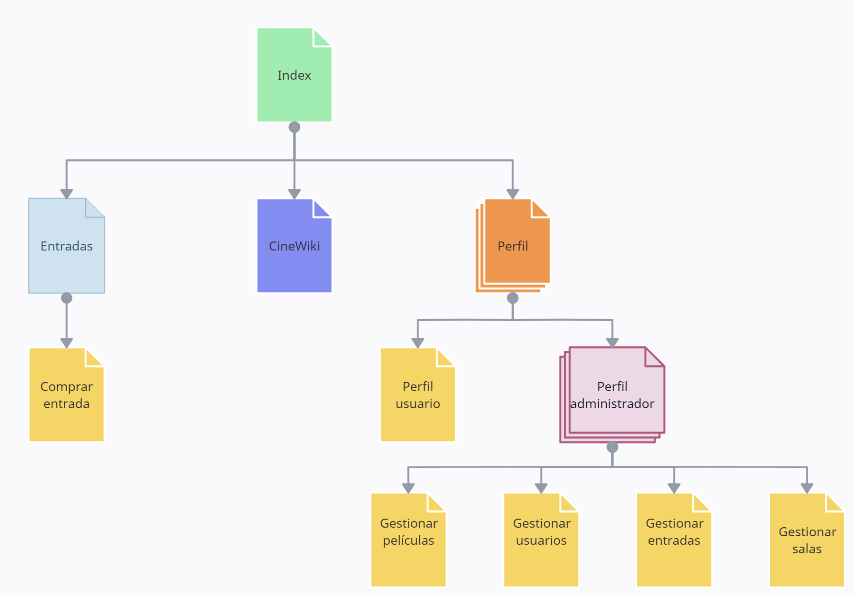 Index
Entradas
CineWiki
Perfil
Comprar
entrada
Perfil
usuario
Perfil
administrador
Gestionar
películas
Gestionar
usuarios
Gestionar
entradas
Gestionar
salas